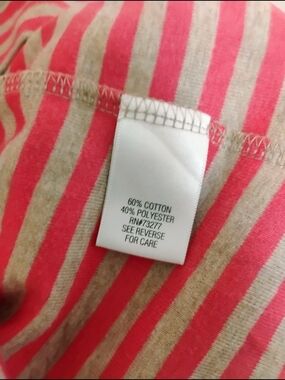 60% COTTON
40% POLYESTER
RN#73277
SEE REVERSE
FOR CARE